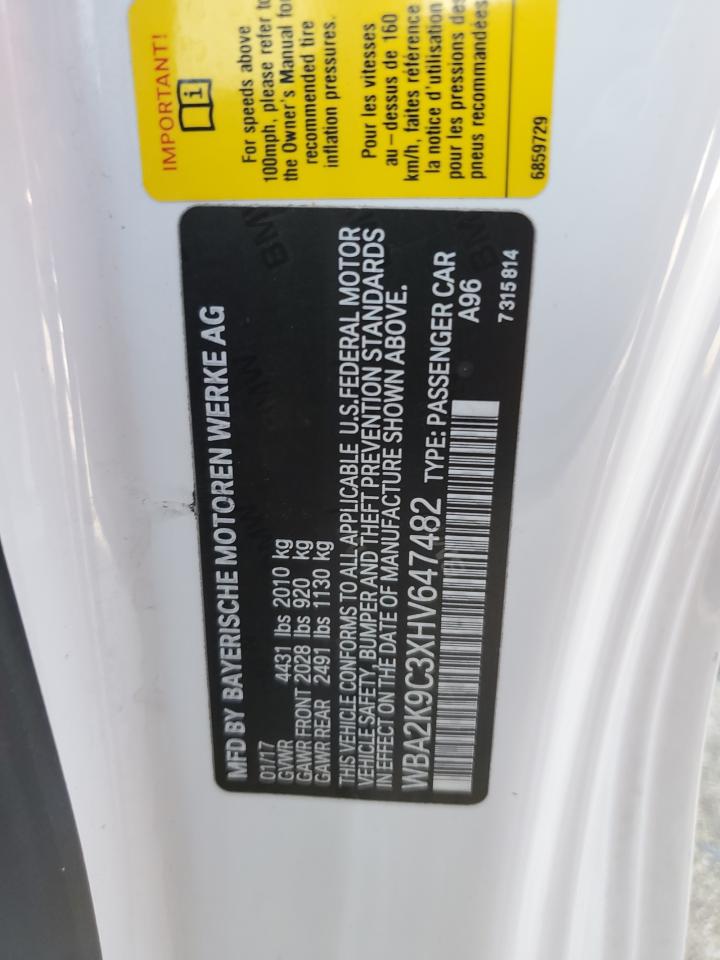 IMPORTANT!
For speeds above
100mph, please refer to
the Owner's Manual for
recommended tire
inflation pressures.
Pour les vitesses
au-dessus de 160
km/h, faites référence
la notice d'utilisation
pour les pressions des
pneus recommandées
6859729
MFD BY BAYERISCHE MOTOREN WERKE AG
01/17
GVWR 4431 lbs 2010 kg
GAWR FRONT 2028 lbs 920 kg
GAWR REAR 2491 lbs 1130 kg
THIS VEHICLE CONFORMS TO ALL APPLICABLE U.S.FEDERAL MOTOR
VEHICLE SAFETY, BUMPER AND THEFT PREVENTION STANDARDS
IN EFFECT ON THE DATE OF MANUFACTURE SHOWN ABOVE.
WBA2K9C3XHV647482 TYPE: PASSENGER CAR
A96
7 315 814